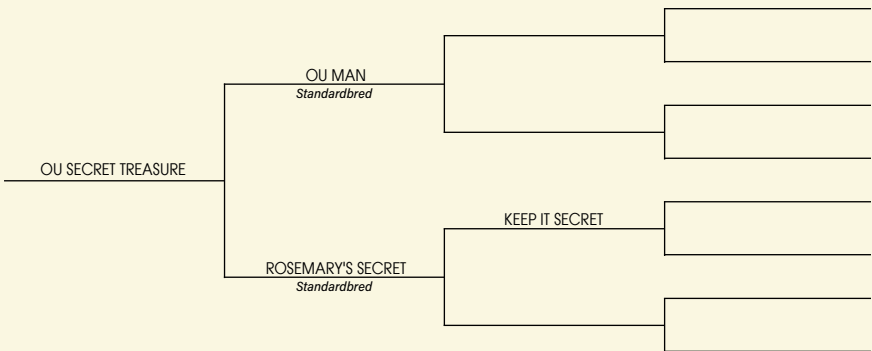 OU MAN
Standardbred
OU SECRET TREASURE
KEEP IT SECRET
ROSEMARY'S SECRET
Standardbred